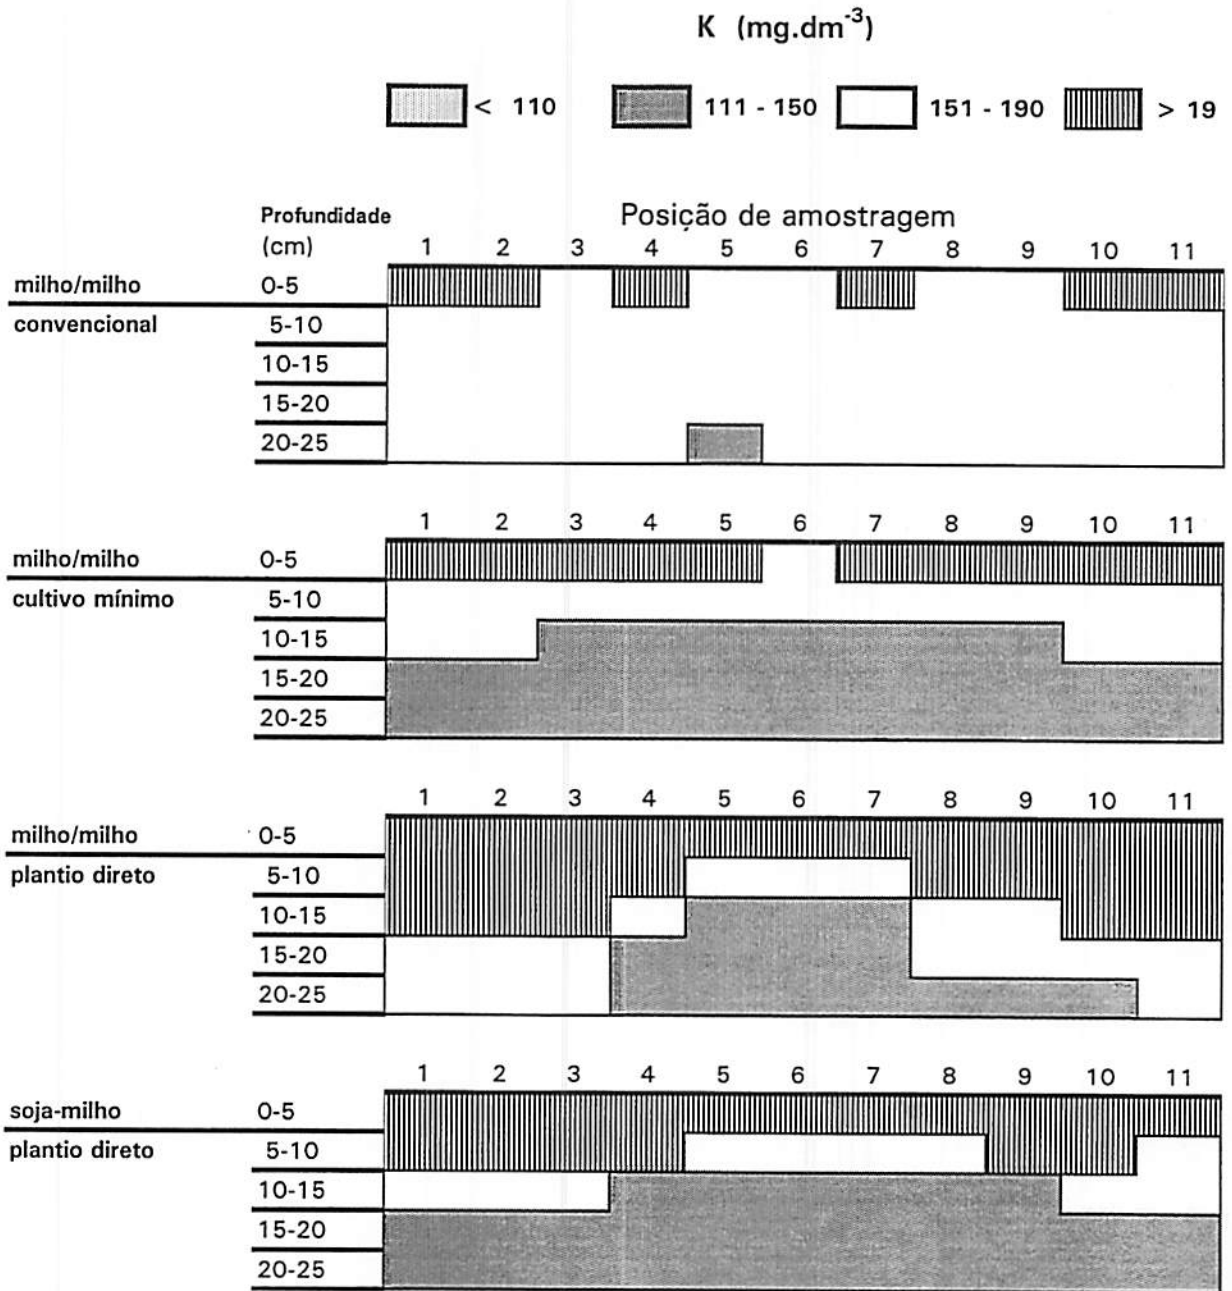 K (mg.dm⁻³)
< 110 111 - 150 151 - 190 > 19
Profundidade Posição de amostragem
(cm) 1 2 3 4 5 6 7 8 9 10 11
milho/milho 0-5
convencional 5-10
10-15
15-20
20-25
1 2 3 4 5 6 7 8 9 10 11
milho/milho 0-5
cultivo mínimo 5-10
10-15
15-20
20-25
1 2 3 4 5 6 7 8 9 10 11
milho/milho 0-5
plantio direto 5-10
10-15
15-20
20-25
1 2 3 4 5 6 7 8 9 10 11
soja-milho 0-5
plantio direto 5-10
10-15
15-20
20-25